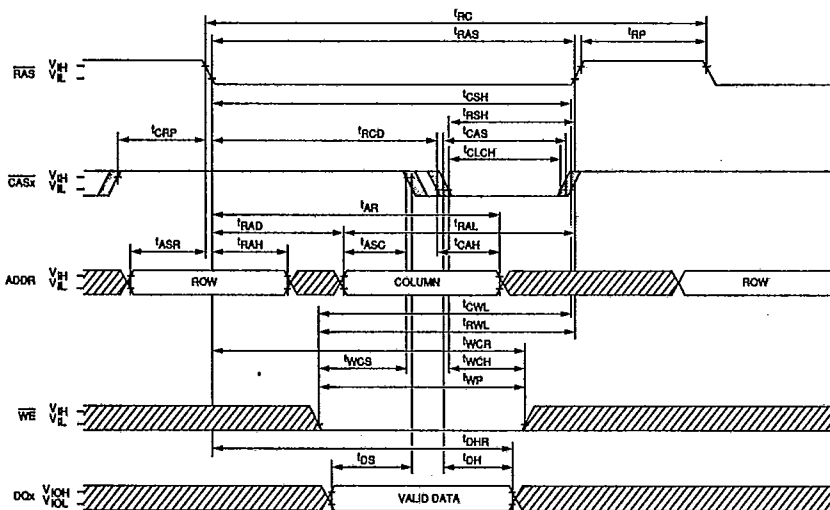 tRC
tRAS tRP
RAS VIH
VIL
tCSH
tRSH
tCRP tRCD tCAS
tCLCH
CASx VIH
VIL
tAR
tRAD tRAL
tASR tRAH tASC tCAH
ADDR VIH
VIL
ROW COLUMN ROW
tCWL
tRWL
tWCR
tWCS tWCH
tWP
WE VIH
VIL
tDHR
tDS tDH
DQx VIOH
VIOL
VALID DATA